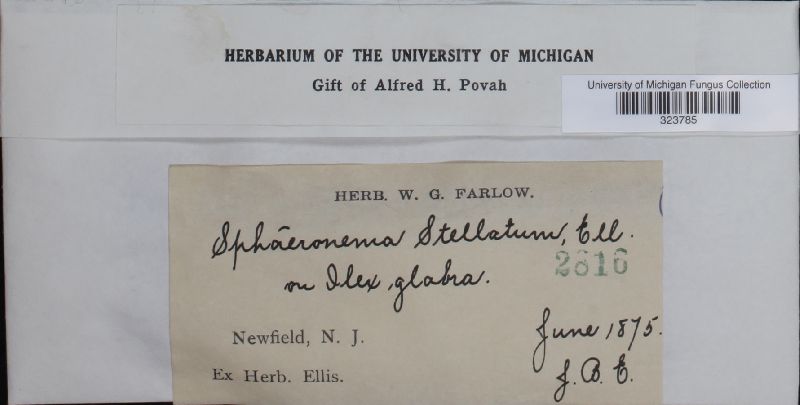 HERBARIUM OF THE UNIVERSITY OF MICHIGAN
Gift of Alfred H. Povah
University of Michigan Fungus Collection
323785
HERB. W. G. FARLOW.
Sphaeronema Stellatum, Ell.
2816
on Ilex glabra.
Newfield, N. J.
June 1875.
Ex Herb. Ellis.
J. B. E.